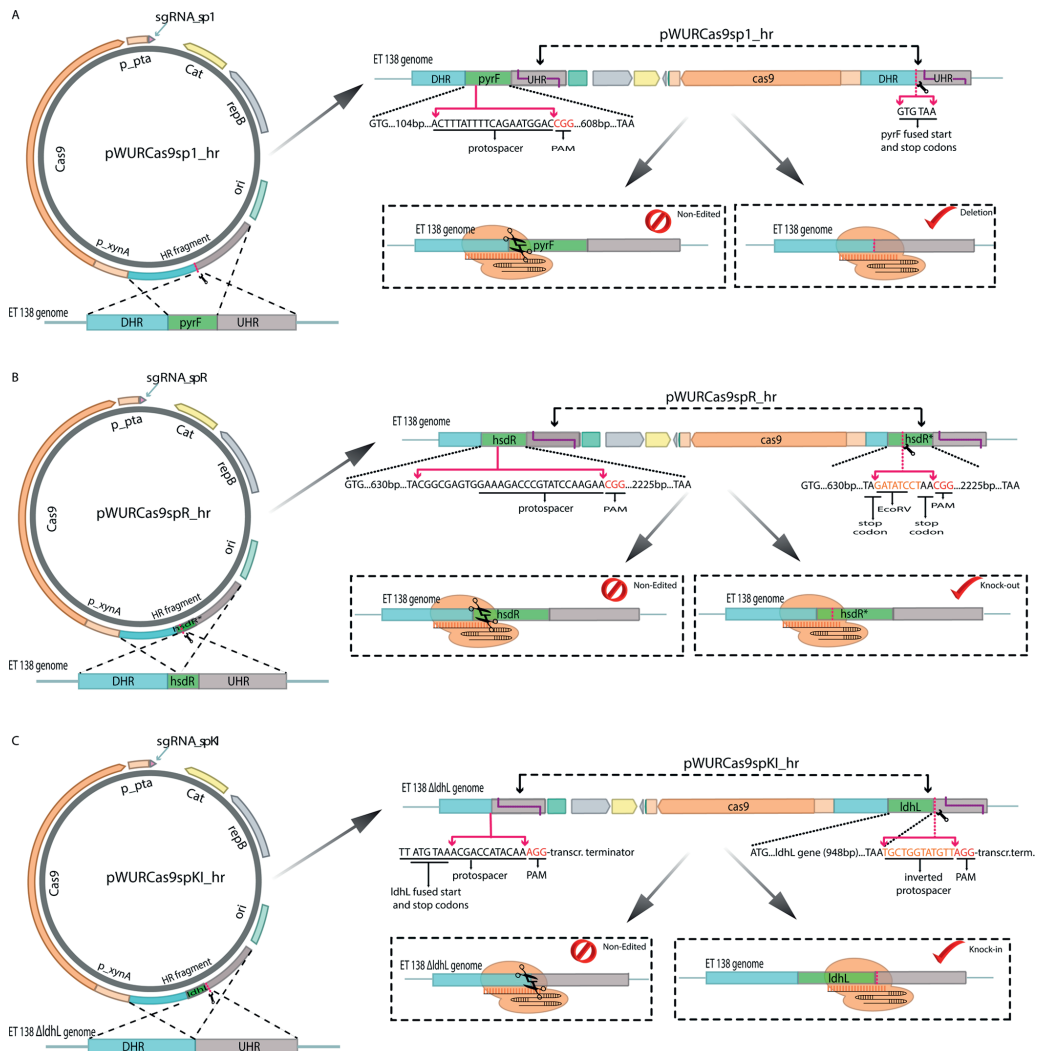 A
sgRNA_sp1
p_pta
Cat
repB
Cas9
pWURCas9sp1_hr
ori
p_xynA
HR fragment
ET 138 genome
DHR
pyrF
UHR
pWURCas9sp1_hr
ET 138 genome
DHR
pyrF
UHR
cas9
DHR
UHR
GTG...104bp...ACTTTATTTTCAGAATGGACCGG...608bp...TAA
protospacer
PAM
GTG TAA
pyrF fused start
and stop codons
Non-Edited
ET 138 genome
pyrF
Deletion
ET 138 genome
B
sgRNA_spR
p_pta
Cat
repB
Cas9
pWURCas9spR_hr
ori
p_xynA
HR fragment
hsdR*
ET 138 genome
DHR
hsdR
UHR
pWURCas9spR_hr
ET 138 genome
hsdR
cas9
hsdR*
GTG...630bp...TACGGCGAGTGGAAAGACCCGTATCCAAGAACGG...2225bp...TAA
protospacer
PAM
GTG...630bp...TAGATATCCTAACGG...2225bp...TAA
EcoRV
PAM
stop
codon
stop
codon
Non-Edited
ET 138 genome
hsdR
Knock-out
ET 138 genome
hsdR*
C
sgRNA_spKI
p_pta
Cat
repB
Cas9
pWURCas9spKI_hr
ori
p_xynA
HR fragment
ldhL
ET 138 ΔldhL genome
DHR
UHR
pWURCas9spKI_hr
ET 138 ΔldhL genome
cas9
ldhL
TT ATGTAAACGACCATACAAAGG-transcr. terminator
protospacer
PAM
ldhL fused start
and stop codons
ATG...ldhL gene (948bp)...TAATGCTGGTATGTTAGG-transcr.term.
inverted
protospacer
PAM
Non-Edited
ET 138 ΔldhL genome
Knock-in
ET 138 genome
ldhL